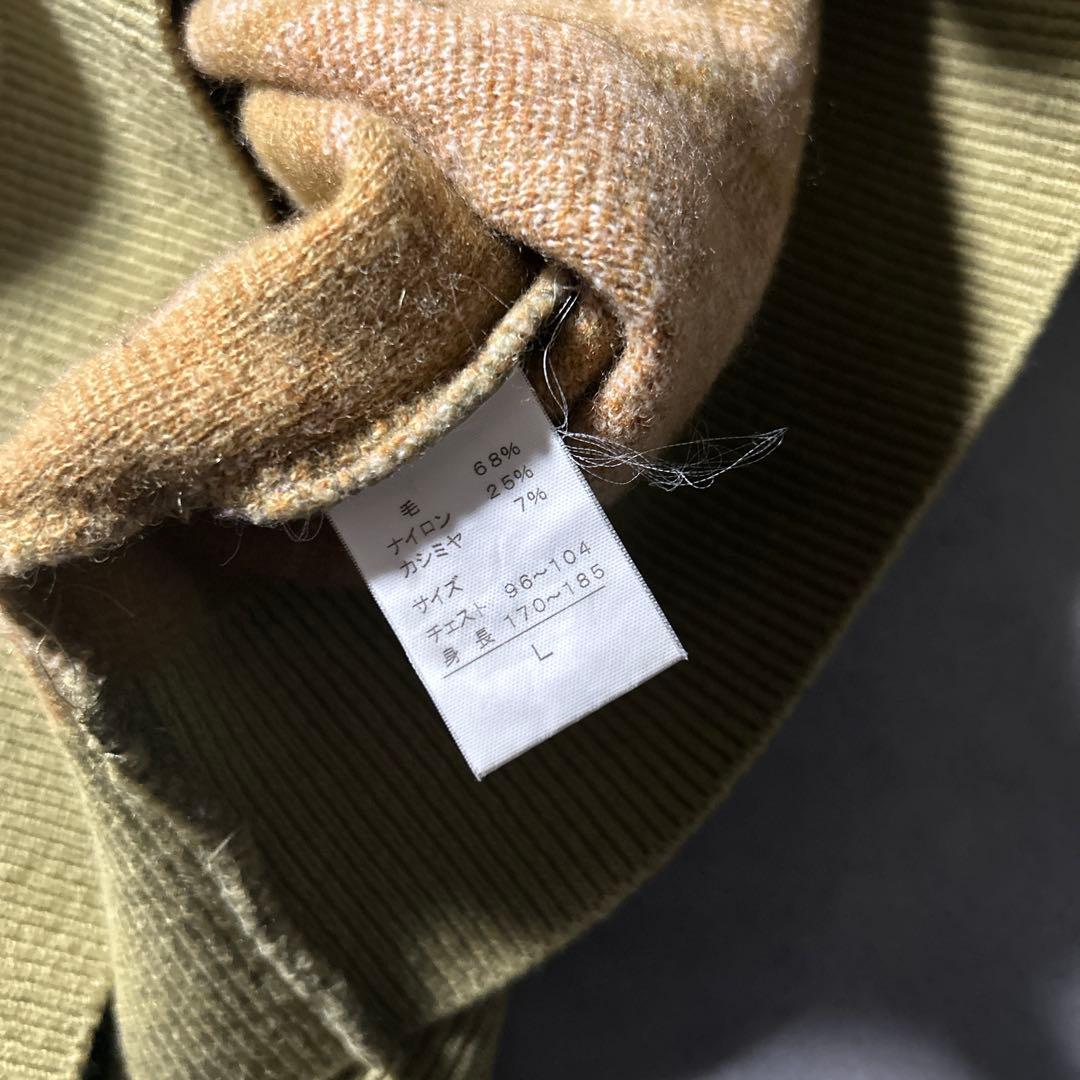 毛 68%
ナイロン 25%
カシミヤ 7%
サイズ
チェスト 96~104
身長 170~185
L